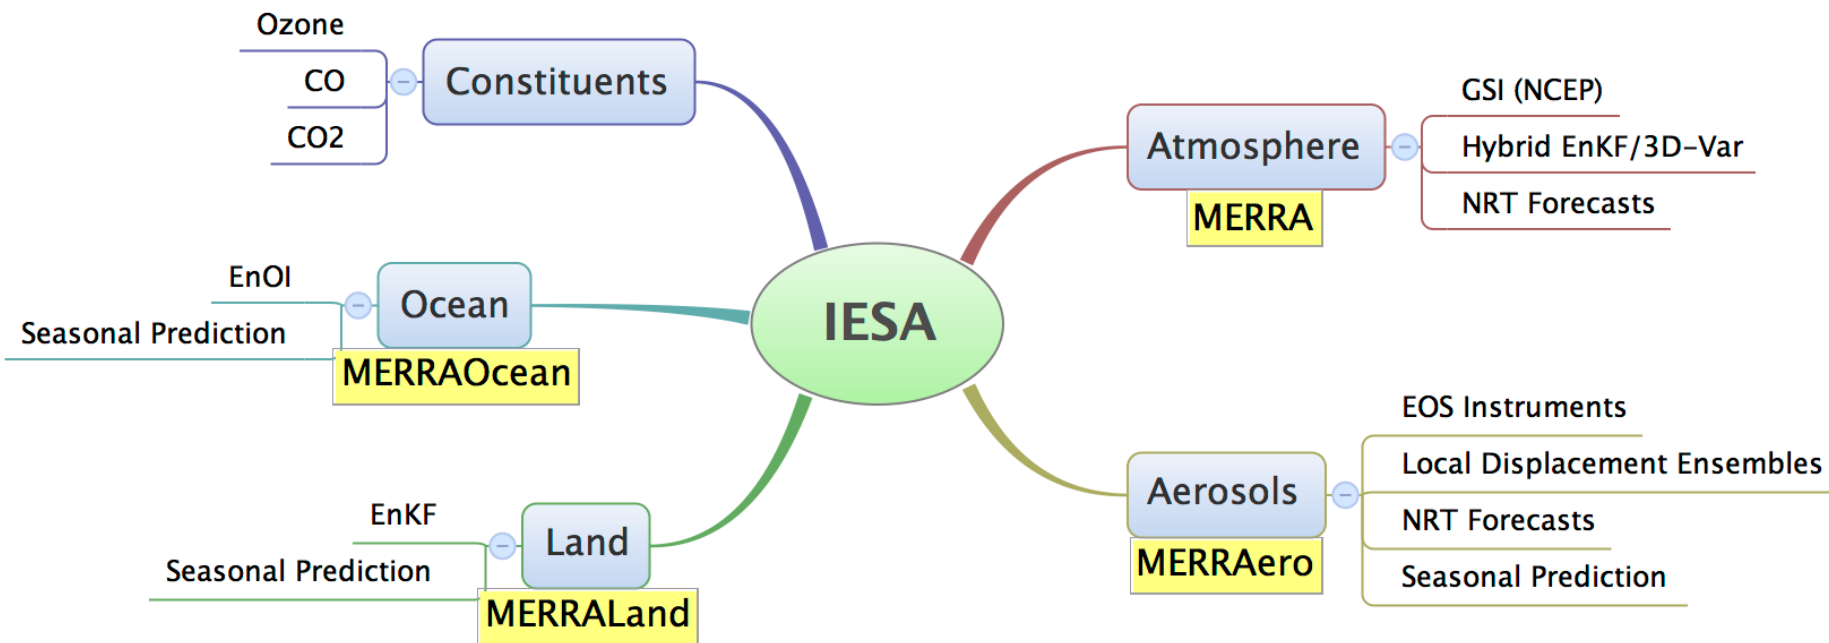 Ozone
CO
CO2
Constituents
EnOI
Seasonal Prediction
Ocean
MERRAOcean
EnKF
Seasonal Prediction
Land
MERRALand
IESA
Atmosphere
MERRA
GSI (NCEP)
Hybrid EnKF/3D-Var
NRT Forecasts
Aerosols
MERRAero
EOS Instruments
Local Displacement Ensembles
NRT Forecasts
Seasonal Prediction